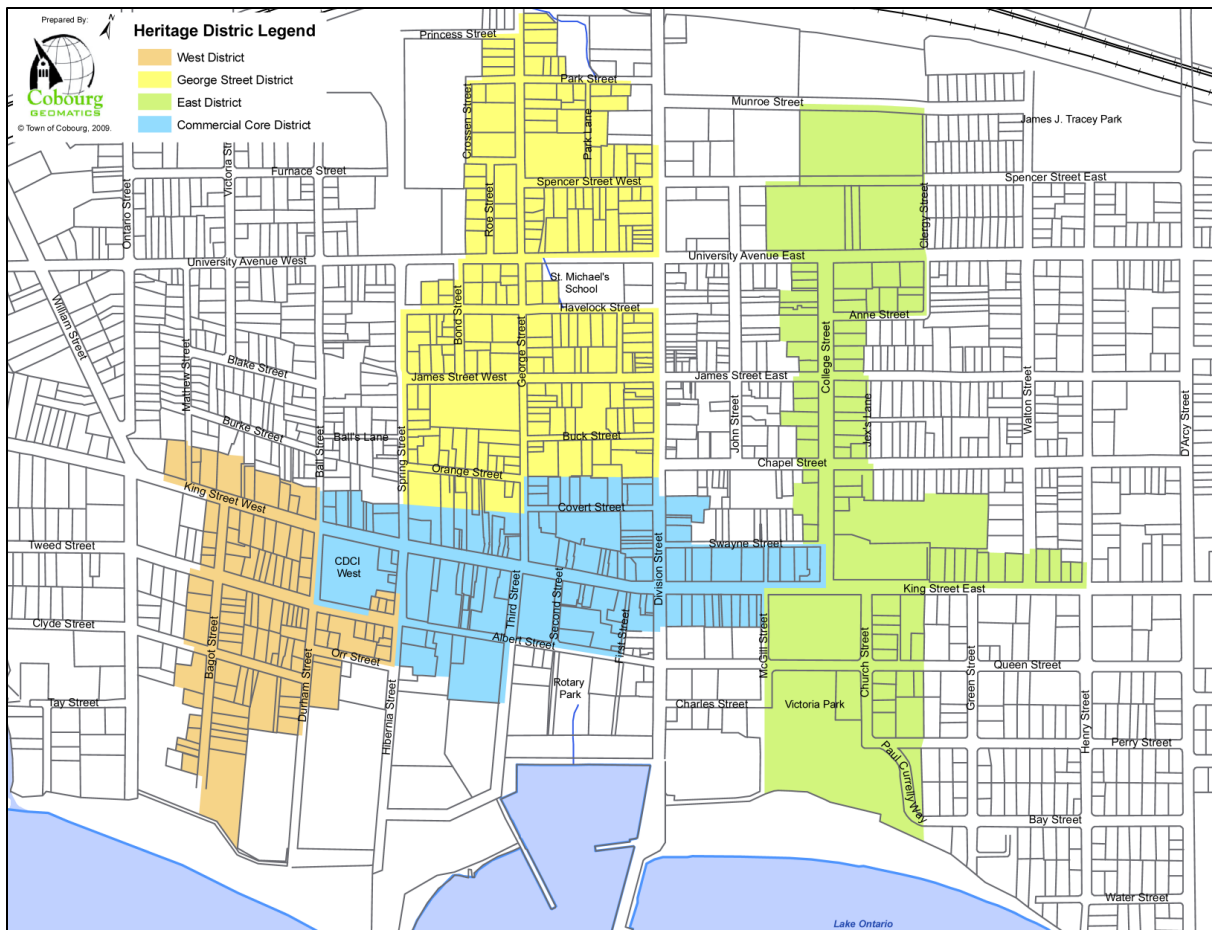 Prepared By:
N
Cobourg
GEOMATICS
© Town of Cobourg, 2009.
Heritage Distric Legend
West District
George Street District
East District
Commercial Core District
Princess Street
Park Street
Munroe Street
James J. Tracey Park
Crossen Street
Park Lane
Victoria Str
Furnace Street
Spencer Street West
Spencer Street East
Ontario Street
Roe Street
Clergy Street
University Avenue West
University Avenue East
St. Michael's
School
William Street
Havelock Street
Anne Street
Bond Street
George Street
College Street
Blake Street
Mathew Street
James Street West
James Street East
Walton Street
D'Arcy Street
Burke Street
Ball Street
Ball's Lane
Buck Street
John Street
Jex's Lane
Spring Street
Orange Street
Chapel Street
King Street West
Covert Street
Tweed Street
CDCI
West
Swayne Street
Division Street
King Street East
Third Street
Second Street
First Street
Clyde Street
Bagot Street
Orr Street
Albert Street
McGill Street
Church Street
Queen Street
Green Street
Durham Street
Hibernia Street
Rotary
Park
Tay Street
Charles Street
Victoria Park
Henry Street
Perry Street
Paul Currelly Way
Bay Street
Water Street
Lake Ontario